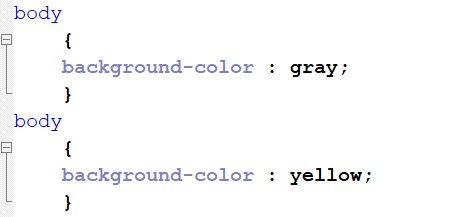 body
{
background-color : gray;
}
body
{
background-color : yellow;
}